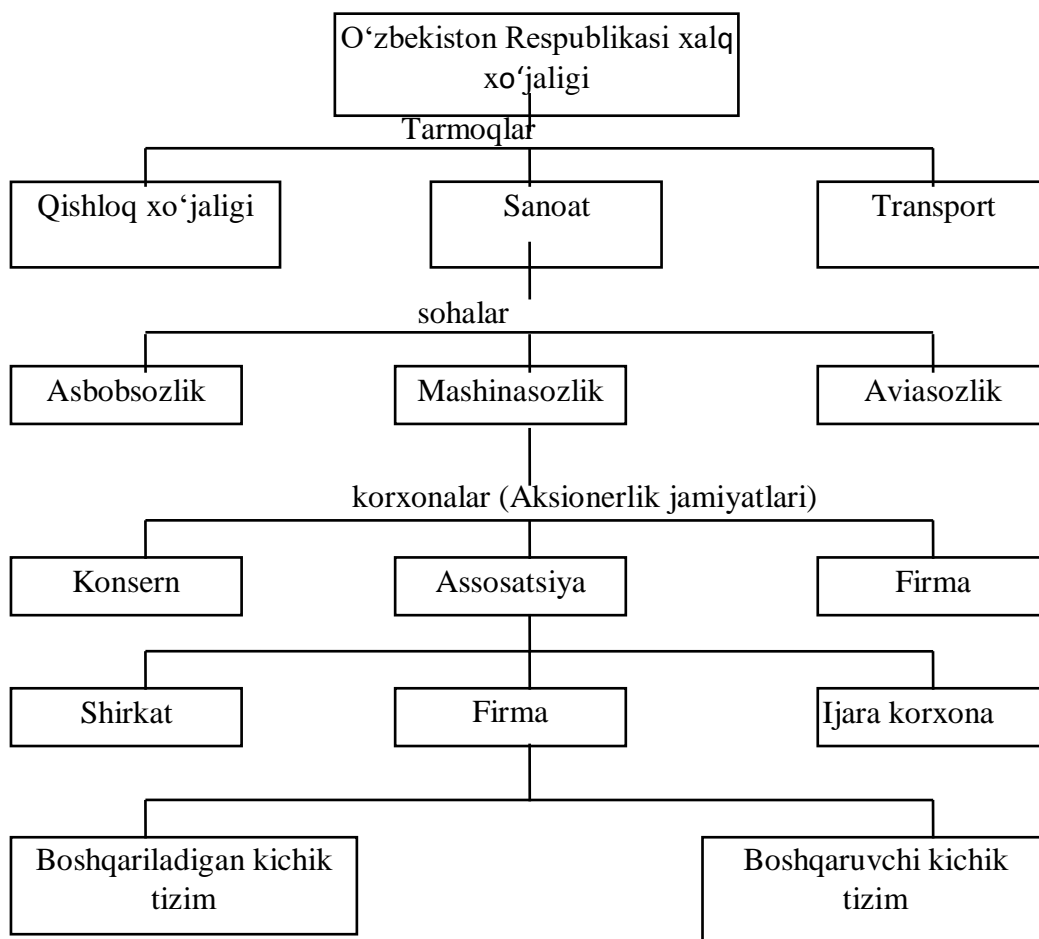 O‘zbekiston Respublikasi xalq
xo‘jaligi
Tarmoqlar
Qishloq xo‘jaligi
Sanoat
Transport
sohalar
Asbobsozlik
Mashinasozlik
Aviasozlik
korxonalar (Aksionerlik jamiyatlari)
Konsern
Assosatsiya
Firma
Shirkat
Firma
Ijara korxona
Boshqariladigan kichik
tizim
Boshqaruvchi kichik
tizim